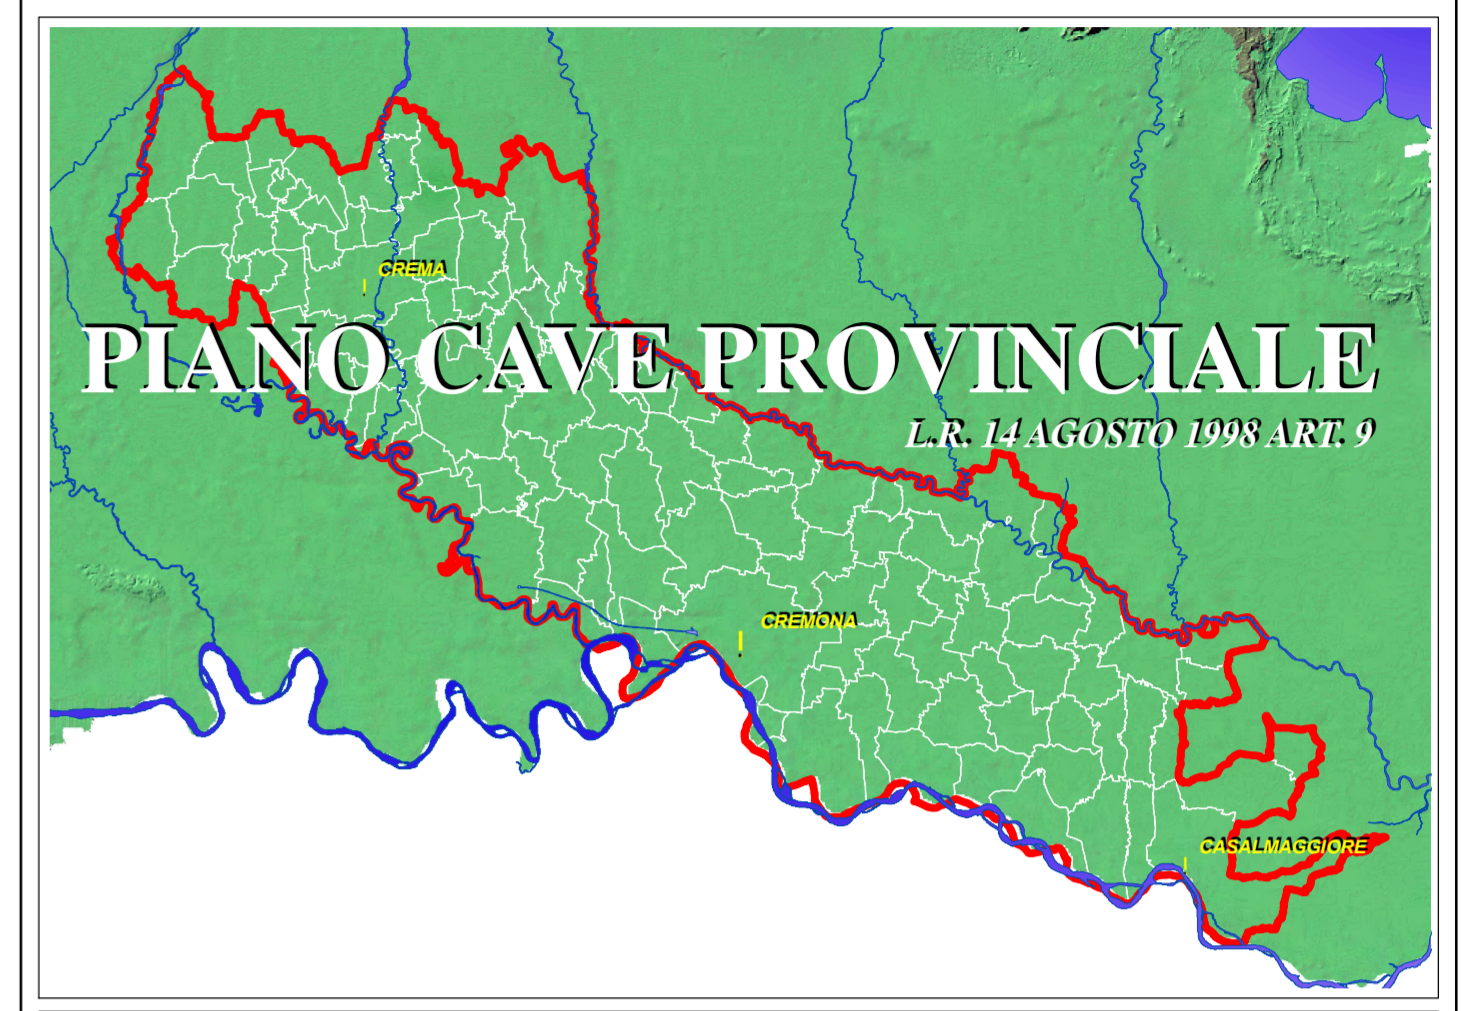 CREMA
PIANO CAVE PROVINCIALE
L.R. 14 AGOSTO 1998 ART. 9
CREMONA
CASALMAGGIORE